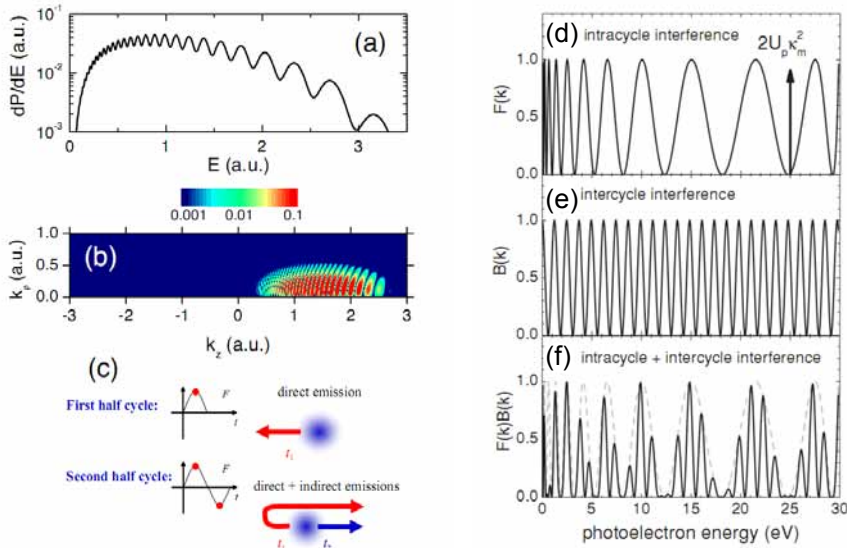 (a)
dP/dE (a.u.)
10⁻¹
10⁻²
10⁻³
0 1 2 3
E (a.u.)
0.001 0.01 0.1
(b)
kρ (a.u.)
1.0
0.5
0.0
-3 -2 -1 0 1 2 3
k_z (a.u.)
(c)
First half cycle:
F
t
direct emission
t₁
Second half cycle:
F
t
direct + indirect emissions
(d) intracycle interference
2Uₚκ²ₘ
F(k)
1.0
0.5
0.0
(e) intercycle interference
B(k)
1.0
0.5
0.0
(f) intracycle + intercycle interference
F(k)B(k)
1.0
0.5
0.0
0 5 10 15 20 25 30
photoelectron energy (eV)